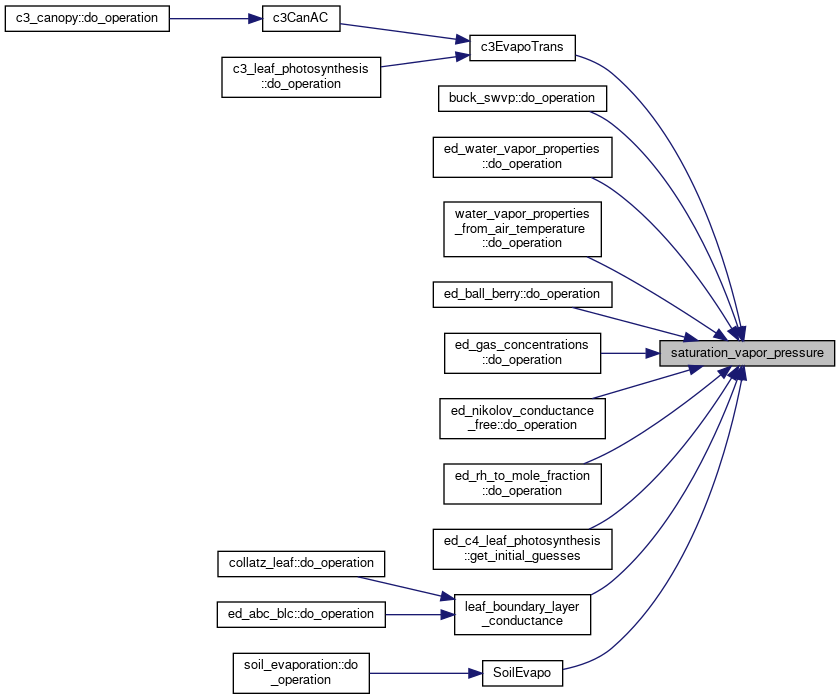 c3_canopy::do_operation
c3CanAC
c3EvapoTrans
c3_leaf_photosynthesis
::do_operation
buck_swvp::do_operation
ed_water_vapor_properties
::do_operation
water_vapor_properties
_from_air_temperature
::do_operation
ed_ball_berry::do_operation
ed_gas_concentrations
::do_operation
saturation_vapor_pressure
ed_nikolov_conductance
_free::do_operation
ed_rh_to_mole_fraction
::do_operation
ed_c4_leaf_photosynthesis
::get_initial_guesses
collatz_leaf::do_operation
ed_abc_blc::do_operation
leaf_boundary_layer
_conductance
soil_evaporation::do
_operation
SoilEvapo